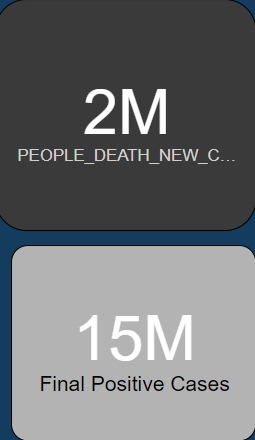 2M
PEOPLE_DEATH_NEW_C...
15M
Final Positive Cases